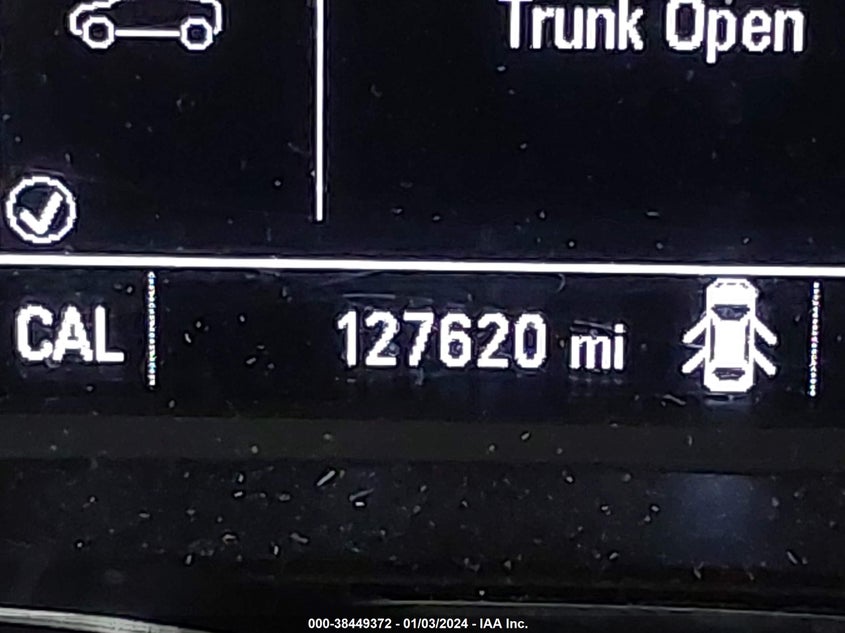 Trunk Open
CAL 127620 mi
000-38449372 - 01/03/2024 - IAA Inc.